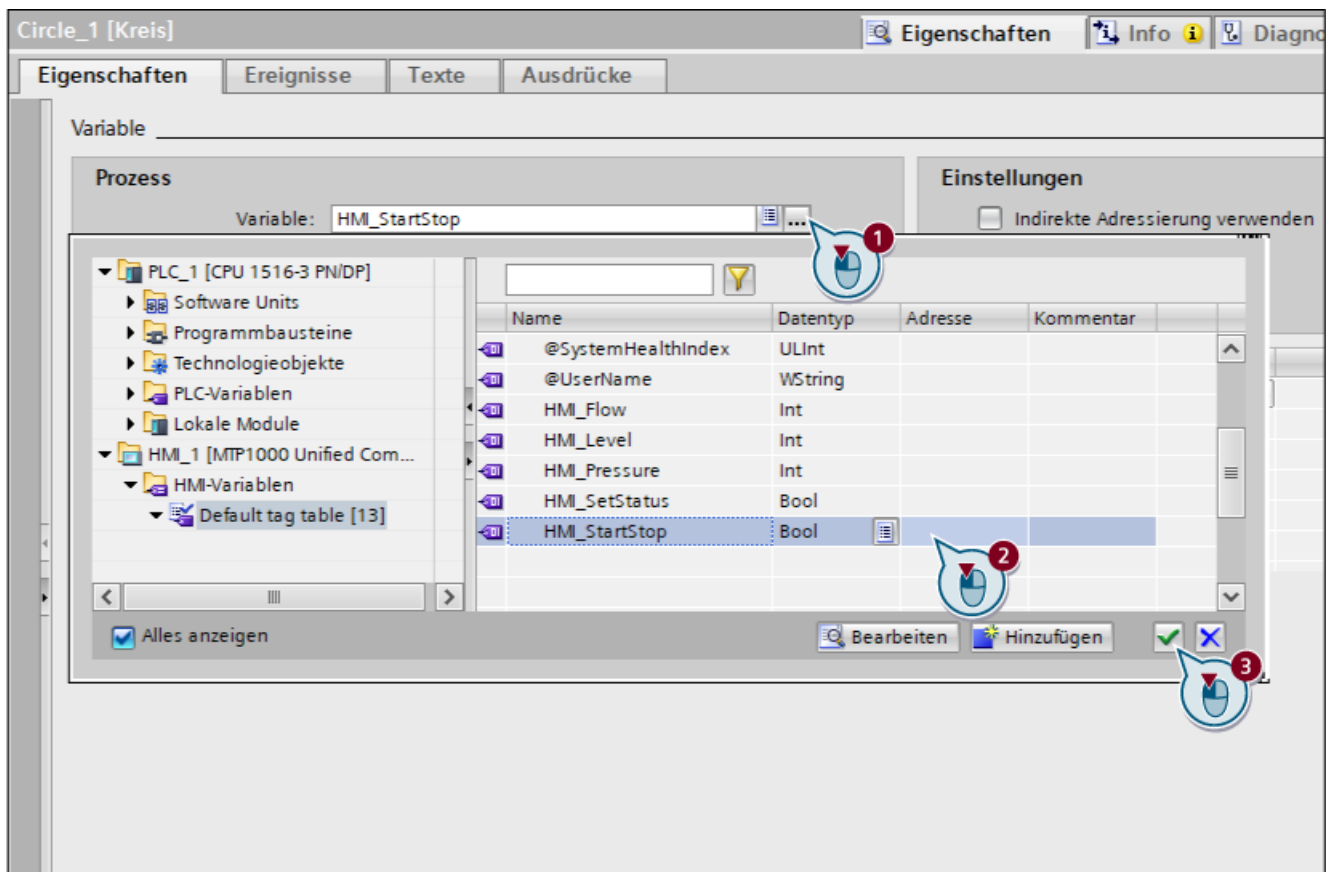 Circle_1 [Kreis]
Eigenschaften Info Diagno
Eigenschaften Ereignisse Texte Ausdrücke
Variable
Prozess Einstellungen
Variable: HMI_StartStop ... Indirekte Adressierung verwenden
1
PLC_1 [CPU 1516-3 PN/DP]
Software Units
Programmbausteine
Technologieobjekte
PLC-Variablen
Lokale Module
HMI_1 [MTP1000 Unified Com...
HMI-Variablen
Default tag table [13]
Name Datentyp Adresse Kommentar
@SystemHealthIndex ULInt
@UserName WString
HMI_Flow Int
HMI_Level Int
HMI_Pressure Int
HMI_SetStatus Bool
HMI_StartStop Bool
2
Alles anzeigen Bearbeiten Hinzufügen
3